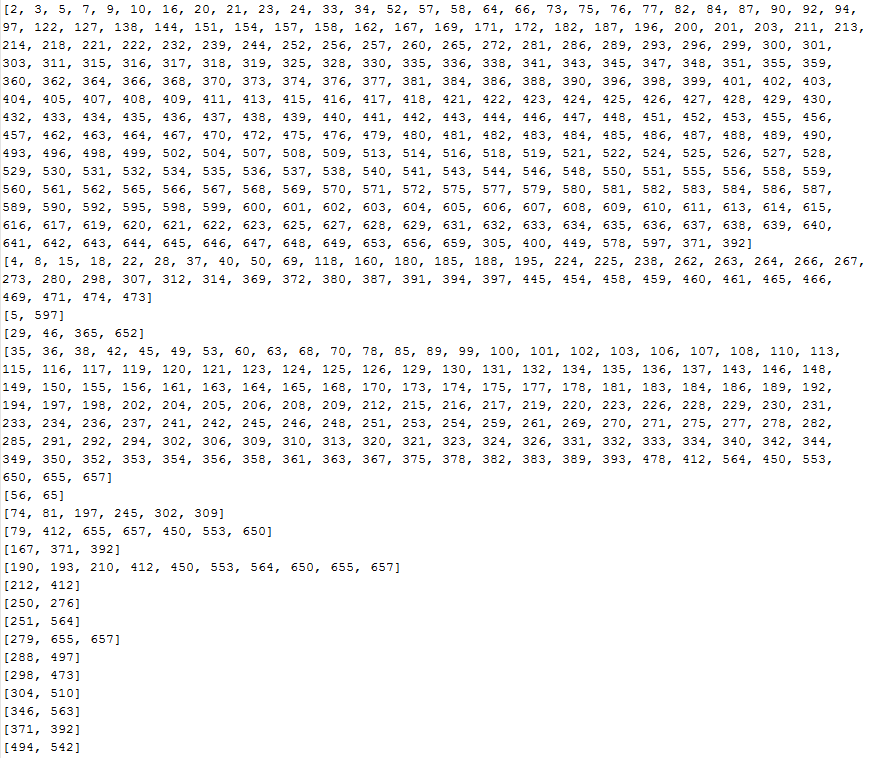 [2, 3, 5, 7, 9, 10, 16, 20, 21, 23, 24, 33, 34, 52, 57, 58, 64, 66, 73, 75, 76, 77, 82, 84, 87, 90, 92, 94,
97, 122, 127, 138, 144, 151, 154, 157, 158, 162, 167, 169, 171, 172, 182, 187, 196, 200, 201, 203, 211, 213,
214, 218, 221, 222, 232, 239, 244, 252, 256, 257, 260, 265, 272, 281, 286, 289, 293, 296, 299, 300, 301,
303, 311, 315, 316, 317, 318, 319, 325, 328, 330, 335, 336, 338, 341, 343, 345, 347, 348, 351, 355, 359,
360, 362, 364, 366, 368, 370, 373, 374, 376, 377, 381, 384, 386, 388, 390, 396, 398, 399, 401, 402, 403,
404, 405, 407, 408, 409, 411, 413, 415, 416, 417, 418, 421, 422, 423, 424, 425, 426, 427, 428, 429, 430,
432, 433, 434, 435, 436, 437, 438, 439, 440, 441, 442, 443, 444, 446, 447, 448, 451, 452, 453, 455, 456,
457, 462, 463, 464, 467, 470, 472, 475, 476, 479, 480, 481, 482, 483, 484, 485, 486, 487, 488, 489, 490,
493, 496, 498, 499, 502, 504, 507, 508, 509, 513, 514, 516, 518, 519, 521, 522, 524, 525, 526, 527, 528,
529, 530, 531, 532, 534, 535, 536, 537, 538, 540, 541, 543, 544, 546, 548, 550, 551, 555, 556, 558, 559,
560, 561, 562, 565, 566, 567, 568, 569, 570, 571, 572, 575, 577, 579, 580, 581, 582, 583, 584, 586, 587,
589, 590, 592, 595, 598, 599, 600, 601, 602, 603, 604, 605, 606, 607, 608, 609, 610, 611, 613, 614, 615,
616, 617, 619, 620, 621, 622, 623, 625, 627, 628, 629, 631, 632, 633, 634, 635, 636, 637, 638, 639, 640,
641, 642, 643, 644, 645, 646, 647, 648, 649, 653, 656, 659, 305, 400, 449, 578, 597, 371, 392]
[4, 8, 15, 18, 22, 28, 37, 40, 50, 69, 118, 160, 180, 185, 188, 195, 224, 225, 238, 262, 263, 264, 266, 267,
273, 280, 298, 307, 312, 314, 369, 372, 380, 387, 391, 394, 397, 445, 454, 458, 459, 460, 461, 465, 466,
469, 471, 474, 473]
[5, 597]
[29, 46, 365, 652]
[35, 36, 38, 42, 45, 49, 53, 60, 63, 68, 70, 78, 85, 89, 99, 100, 101, 102, 103, 106, 107, 108, 110, 113,
115, 116, 117, 119, 120, 121, 123, 124, 125, 126, 129, 130, 131, 132, 134, 135, 136, 137, 143, 146, 148,
149, 150, 155, 156, 161, 163, 164, 165, 168, 170, 173, 174, 175, 177, 178, 181, 183, 184, 186, 189, 192,
194, 197, 198, 202, 204, 205, 206, 208, 209, 212, 215, 216, 217, 219, 220, 223, 226, 228, 229, 230, 231,
233, 234, 236, 237, 241, 242, 245, 246, 248, 251, 253, 254, 259, 261, 269, 270, 271, 275, 277, 278, 282,
285, 291, 292, 294, 302, 306, 309, 310, 313, 320, 321, 323, 324, 326, 331, 332, 333, 334, 340, 342, 344,
349, 350, 352, 353, 354, 356, 358, 361, 363, 367, 375, 378, 382, 383, 389, 393, 478, 412, 564, 450, 553,
650, 655, 657]
[56, 65]
[74, 81, 197, 245, 302, 309]
[79, 412, 655, 657, 450, 553, 650]
[167, 371, 392]
[190, 193, 210, 412, 450, 553, 564, 650, 655, 657]
[212, 412]
[250, 276]
[251, 564]
[279, 655, 657]
[288, 497]
[298, 473]
[304, 510]
[346, 563]
[371, 392]
[494, 542]